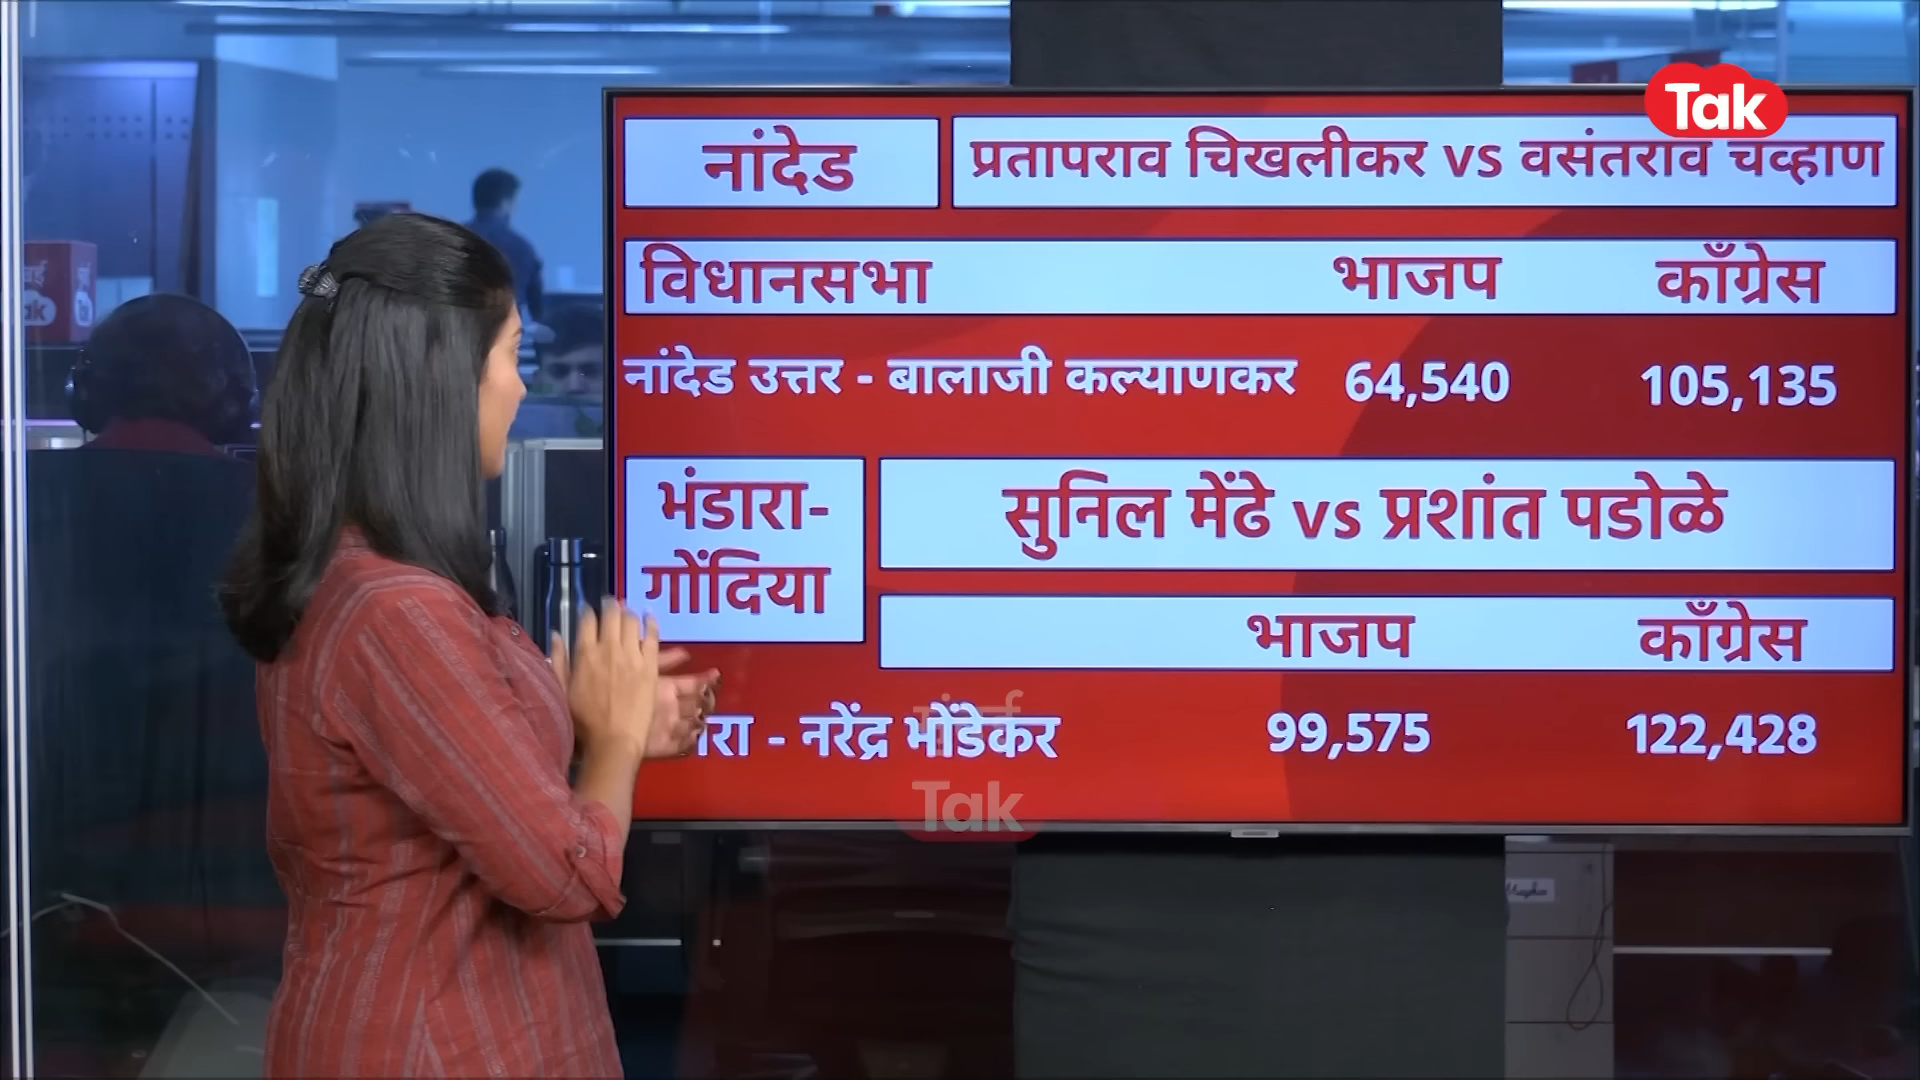 Tak
नांदेड
प्रतापराव चिखलीकर vs वसंतराव चव्हाण
विधानसभा भाजप काँग्रेस
नांदेड उत्तर - बालाजी कल्याणकर 64,540 105,135
भंडारा-
गोंदिया
सुनिल मेंढे vs प्रशांत पडोळे
भाजप काँग्रेस
- नरेंद्र भोंडेकर 99,575 122,428
मुंबई
Tak